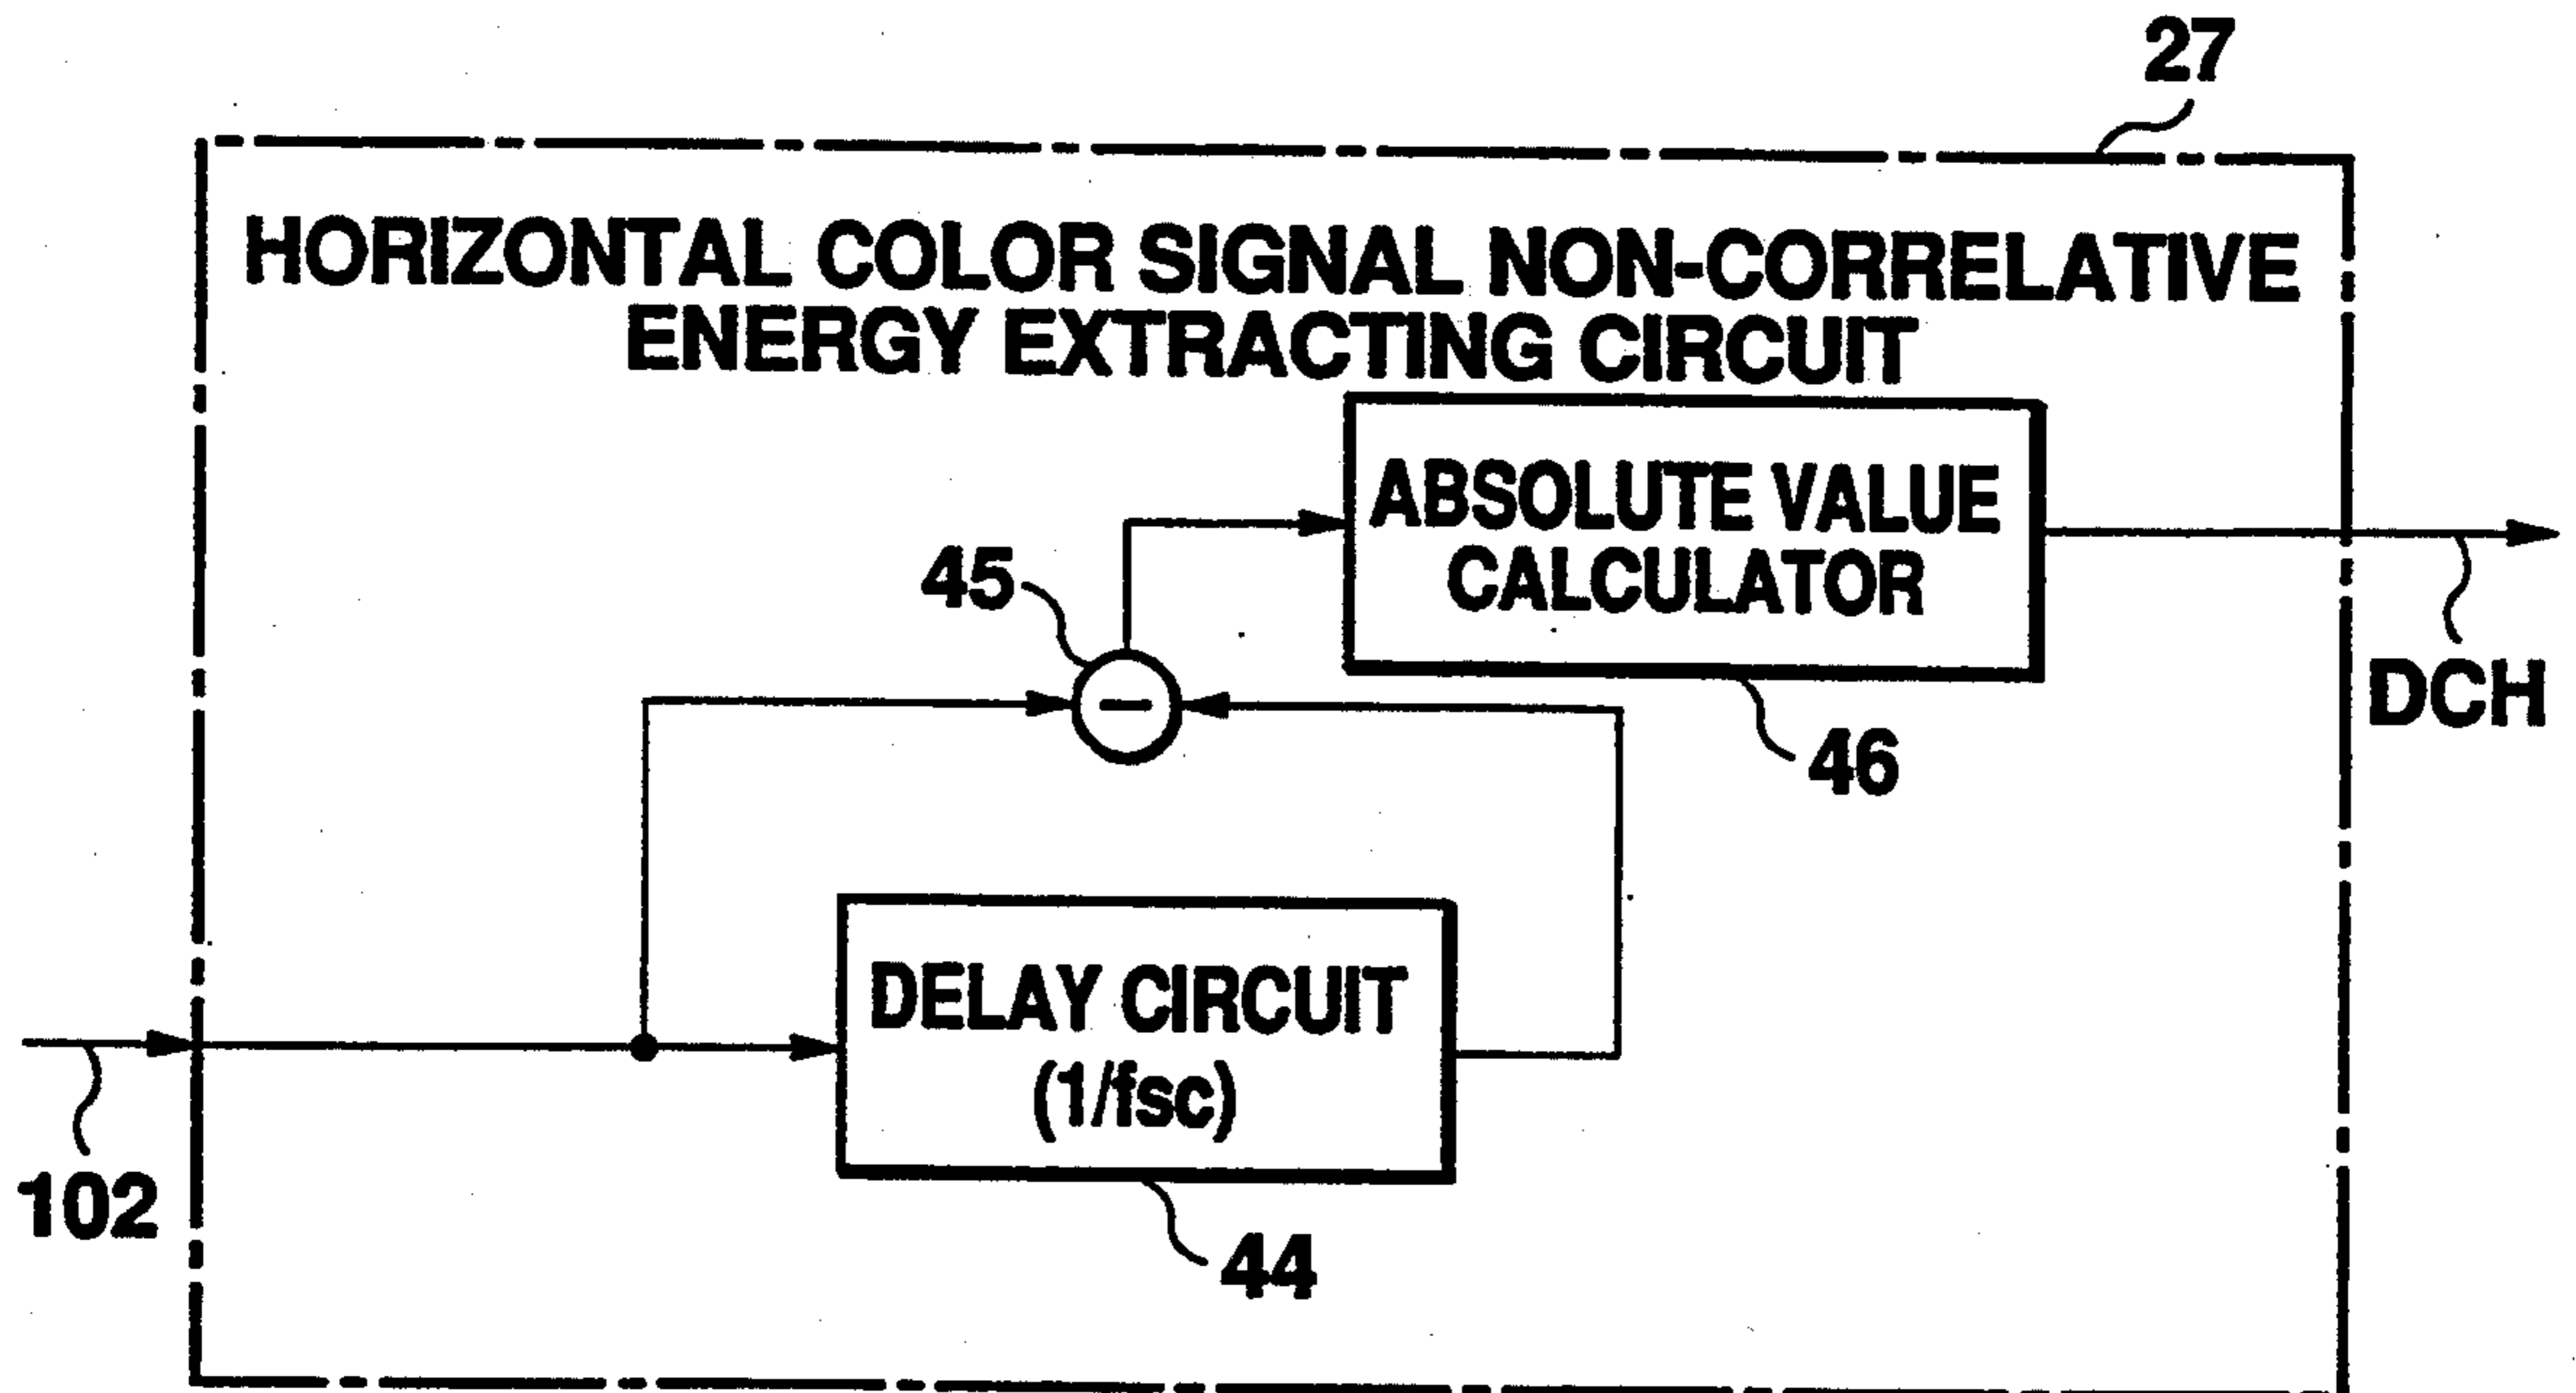 27
HORIZONTAL COLOR SIGNAL NON-CORRELATIVE
ENERGY EXTRACTING CIRCUIT
ABSOLUTE VALUE
CALCULATOR
45
DCH
46
DELAY CIRCUIT
(1/fsc)
102
44